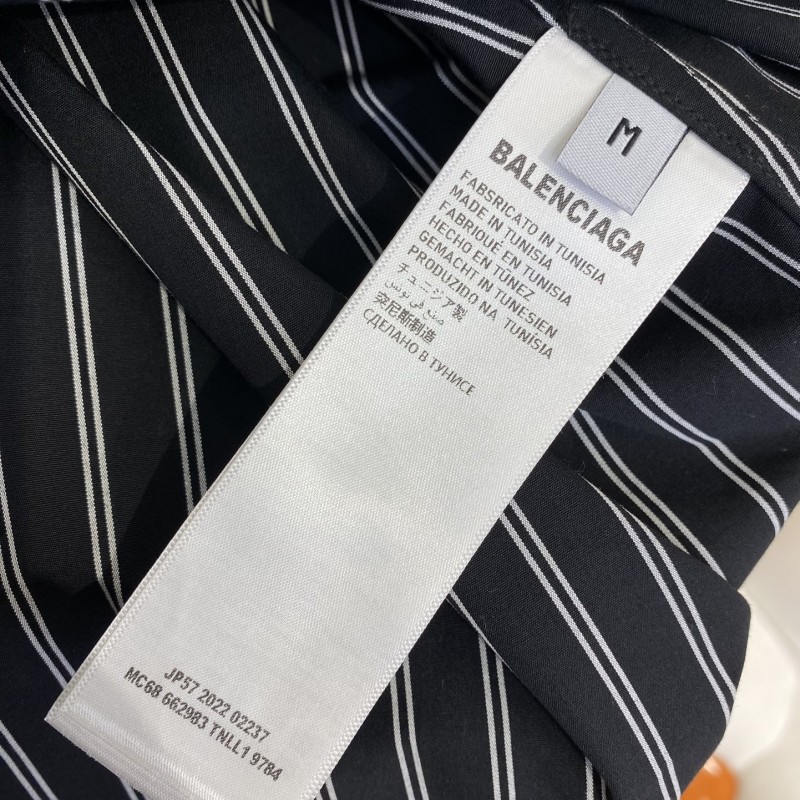 M
BALENCIAGA
FABSRICATO IN TUNISIA
MADE IN TUNISIA
FABRIQUÉ EN TUNISIA
HECHO EN TÚNEZ
GEMACHT IN TUNESIEN
PRODUZIDO NA TUNÍSIA
チュニジア製
صنع في تونس
突尼斯制造
СДЕЛАНО В ТУНИСЕ
JP57 2022 02237
MC68 662983 TNLL1 9784